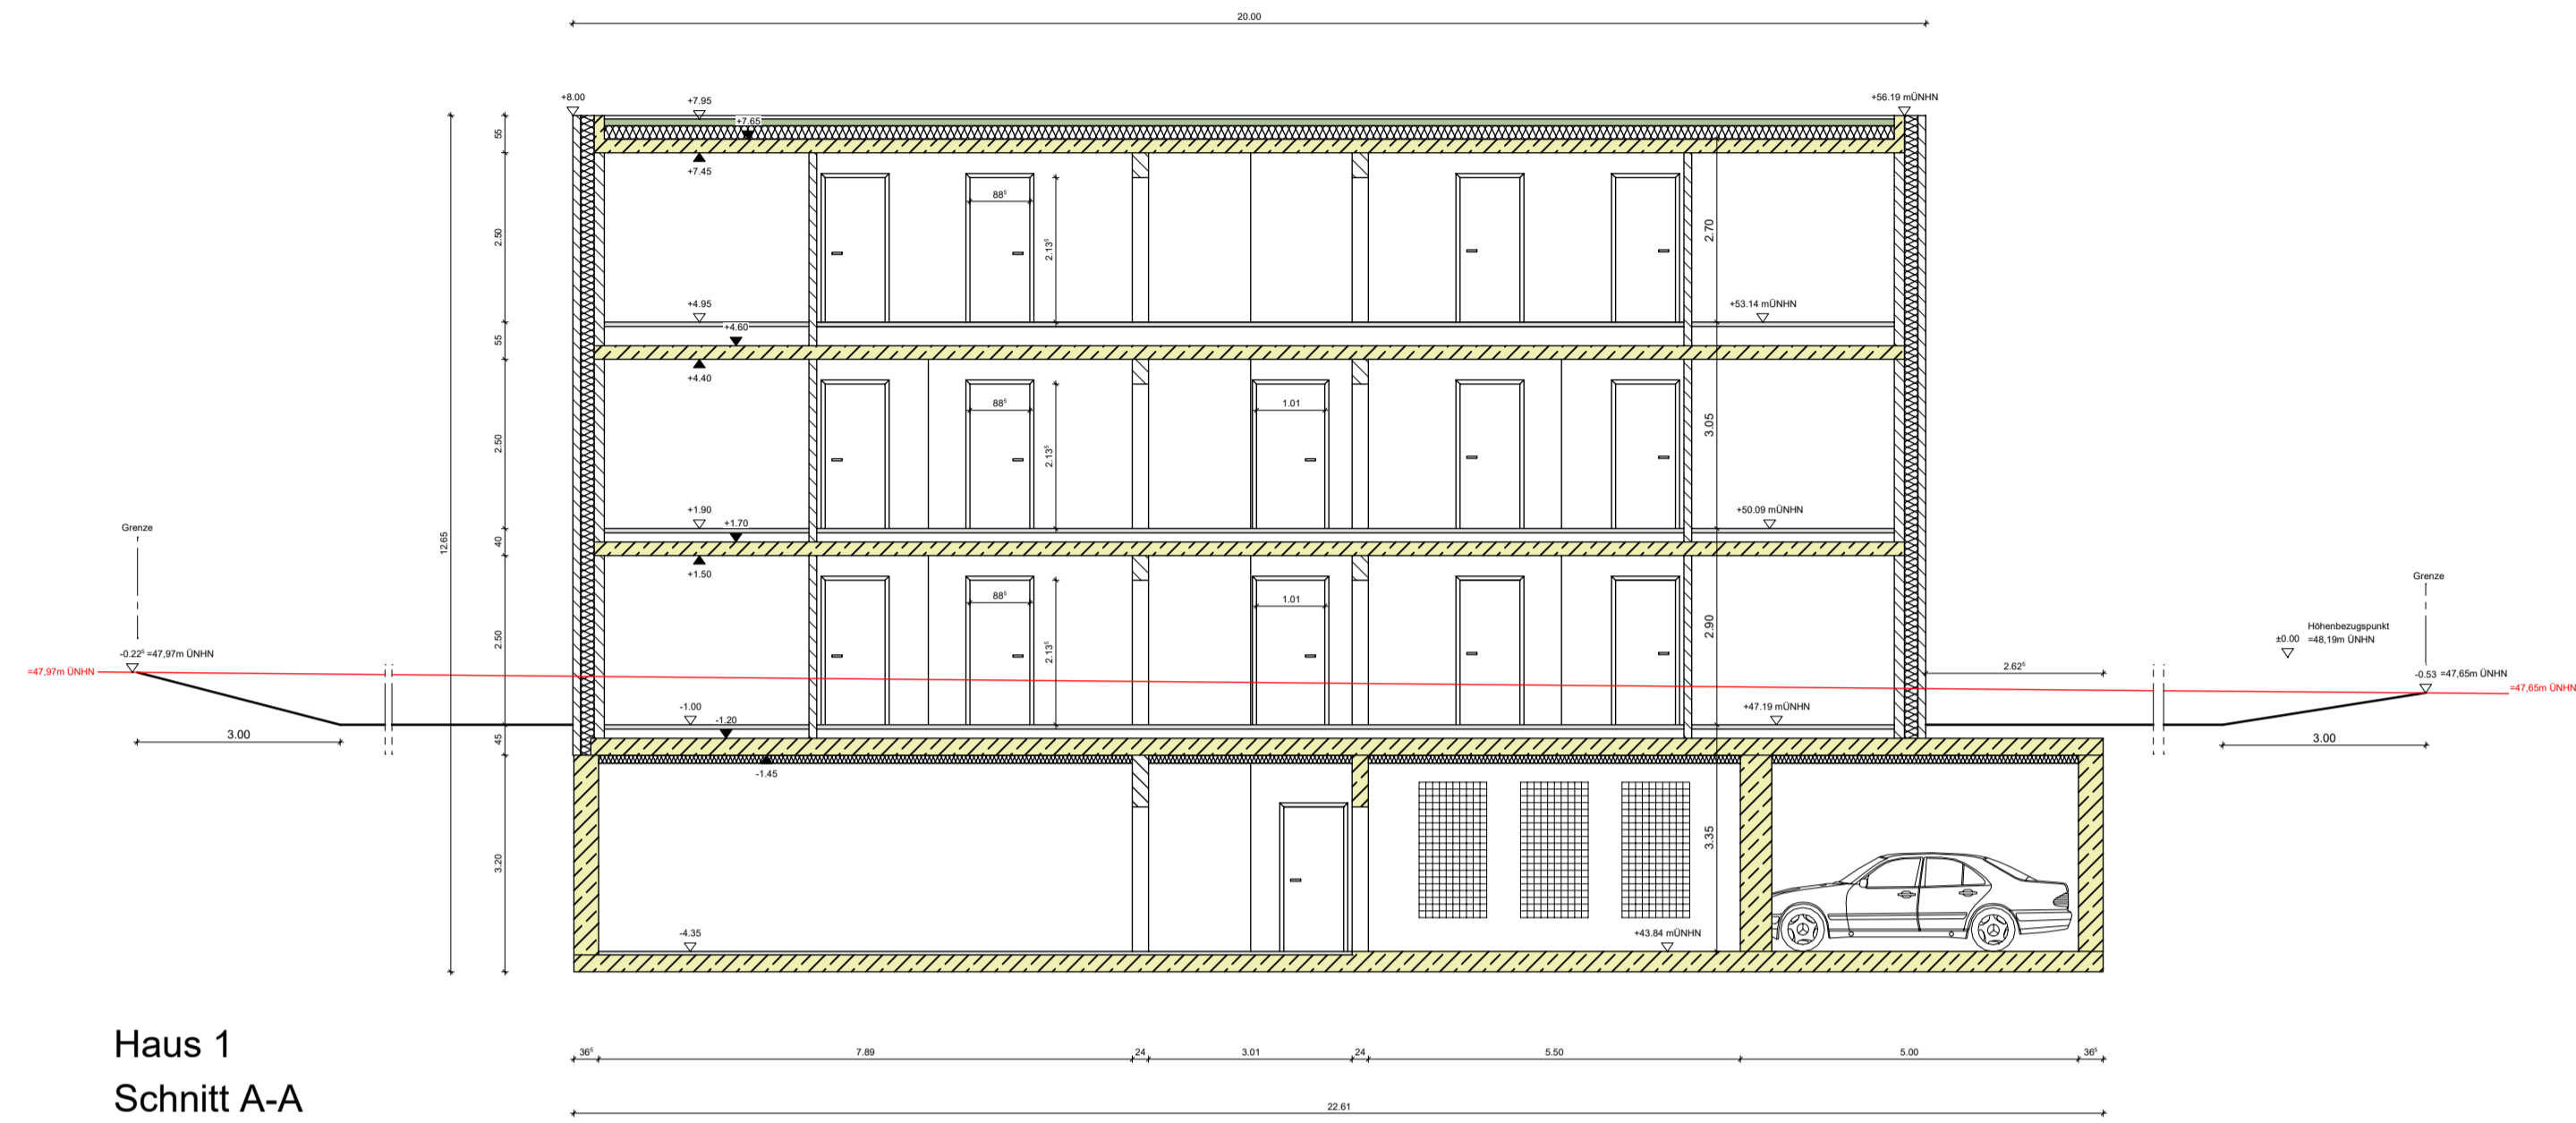 20.00
+8.00
+7.95
+7.65
+56.19 mÜNHN
55
+7.45
88⁵
2.50
2.13⁵
2.70
+4.95
+4.60
+53.14 mÜNHN
55
+4.40
88⁵
1.01
2.50
2.13⁵
3.05
+1.90
+1.70
+50.09 mÜNHN
Grenze
12.65
40
+1.50
Grenze
88⁵
1.01
2.50
2.13⁵
2.90
Höhenbezugspunkt
±0.00 =48,19m ÜNHN
-0.22⁵ =47,97m ÜNHN
=47,97m ÜNHN
2.62⁵
-0.53 =47,65m ÜNHN
=47,65m ÜNHN
-1.00
-1.20
+47.19 mÜNHN
3.00
45
3.00
-1.45
3.20
3.35
-4.35
+43.84 mÜNHN
Haus 1
Schnitt A-A
36⁵ 7.89 24 3.01 24 5.50 5.00 36⁵
22.61